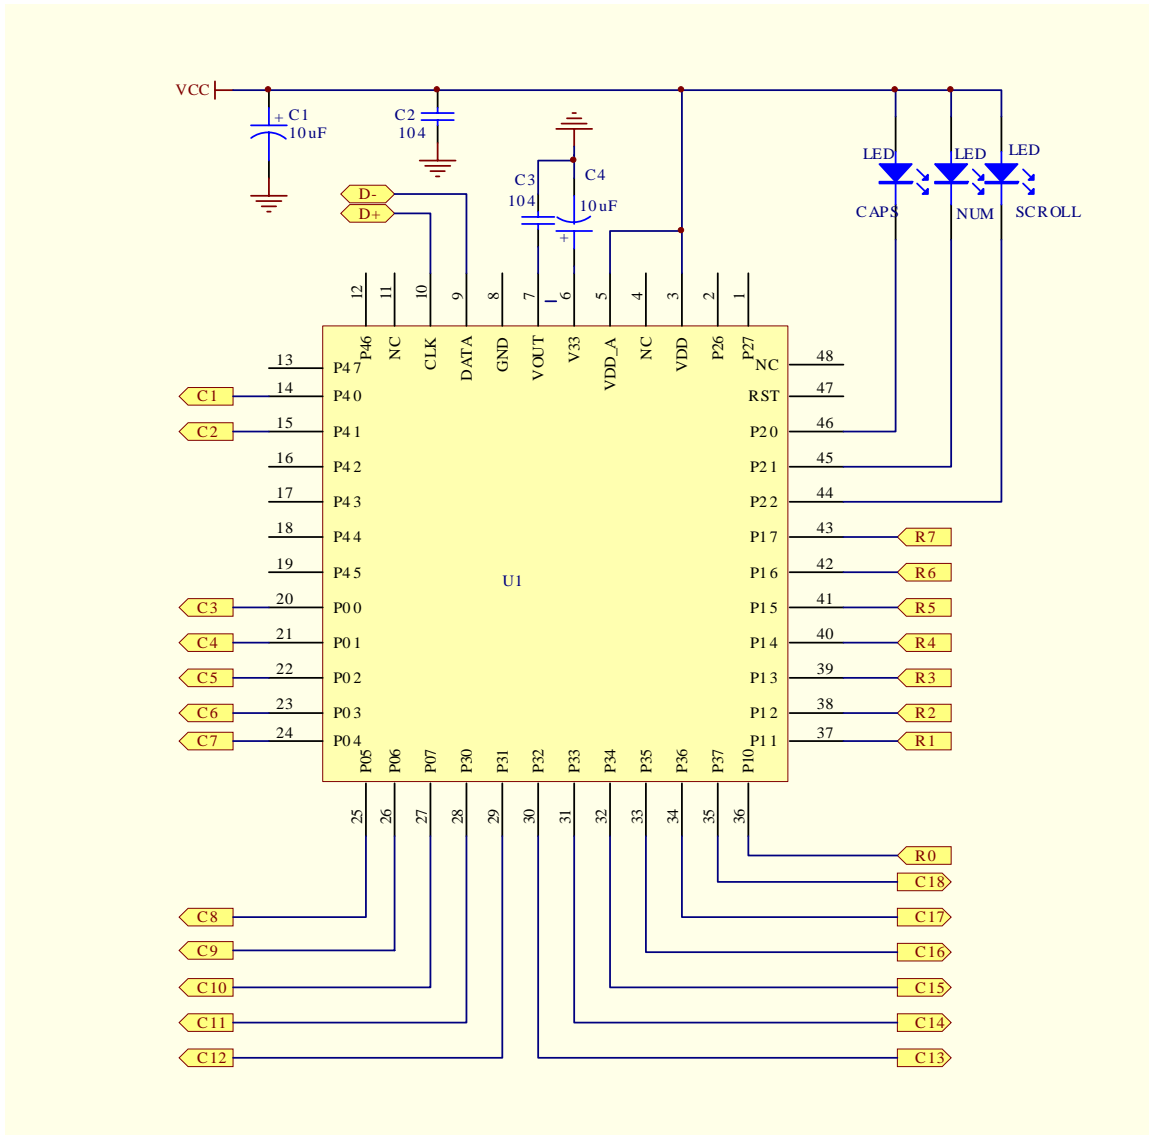 VCC
C1
+
10uF
C2
104
C3
104
C4
10uF
+
D-
D+
LED
LED
LED
CAPS
NUM
SCROLL
12 11 10 9 8 7 6 5 4 3 2 1
P46 NC CLK DATA GND VOUT V33 VDD_A NC VDD P26 P27
13 P47
C1 14 P40
C2 15 P41
16 P42
17 P43
18 P44
19 P45
C3 20 P00
C4 21 P01
C5 22 P02
C6 23 P03
C7 24 P04
U1
NC 48
RST 47
P20 46
P21 45
P22 44
P17 43 R7
P16 42 R6
P15 41 R5
P14 40 R4
P13 39 R3
P12 38 R2
P11 37 R1
P05 P06 P07 P30 P31 P32 P33 P34 P35 P36 P37 P10
25 26 27 28 29 30 31 32 33 34 35 36
C8
C9
C10
C11
C12
R0
C18
C17
C16
C15
C14
C13